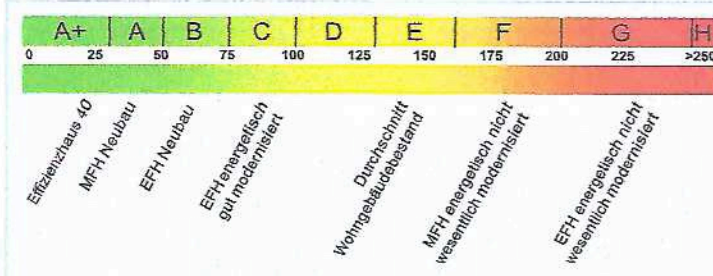 A+ A B C D E F G H
0 25 50 75 100 125 150 175 200 225 >250
Effizienzhaus 40
MFH Neubau
EFH Neubau
EFH energetisch
gut modernisiert
Durchschnitt
Wohngebäudebestand
MFH energetisch nicht
wesentlich modernisiert
EFH energetisch nicht
wesentlich modernisiert